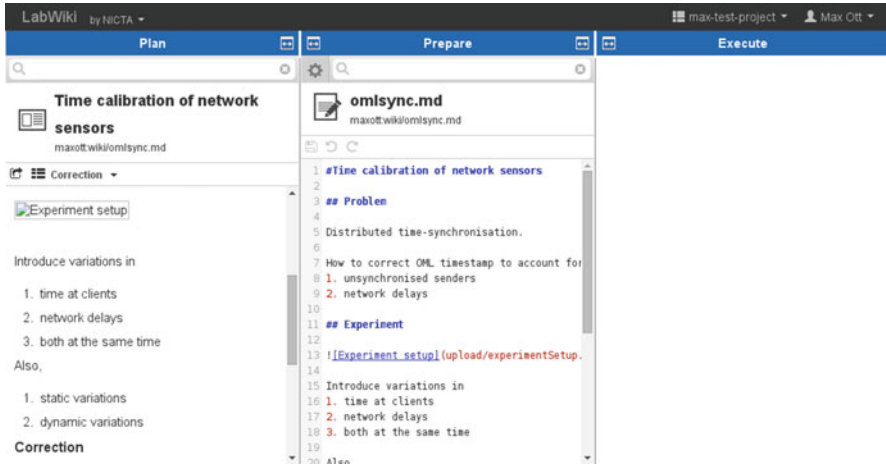 LabWiki by NICTA
max-test-project Max Ott
Plan
Prepare
Execute
Time calibration of network
sensors
maxott:wiki/omlsync.md
Correction
Experiment setup
Introduce variations in
1. time at clients
2. network delays
3. both at the same time
Also,
1. static variations
2. dynamic variations
Correction
omlsync.md
maxott:wiki/omlsync.md
1 #Time calibration of network sensors
2
3 ## Problem
4
5 Distributed time-synchronisation.
6
7 How to correct OML timestamp to account for
8 1. unsynchronised senders
9 2. network delays
10
11 ## Experiment
12
13 ![Experiment setup](upload/experimentSetup.
14
15 Introduce variations in
16 1. time at clients
17 2. network delays
18 3. both at the same time
19
20 Also